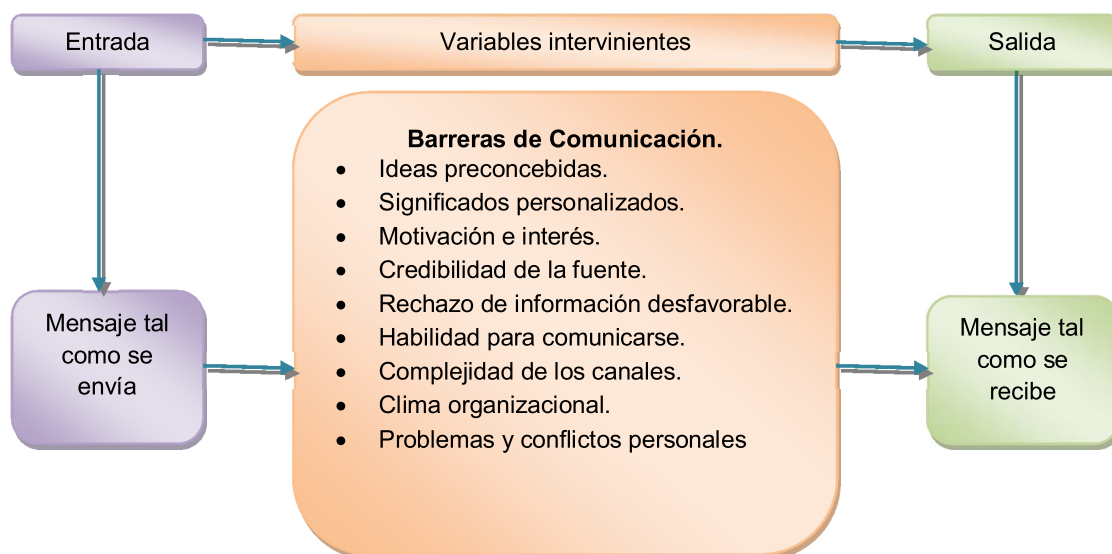 Entrada
Variables intervinientes
Salida
Barreras de Comunicación.
• Ideas preconcebidas.
• Significados personalizados.
• Motivación e interés.
• Credibilidad de la fuente.
• Rechazo de información desfavorable.
• Habilidad para comunicarse.
• Complejidad de los canales.
• Clima organizacional.
• Problemas y conflictos personales
Mensaje tal
como se
envía
Mensaje tal
como se
recibe